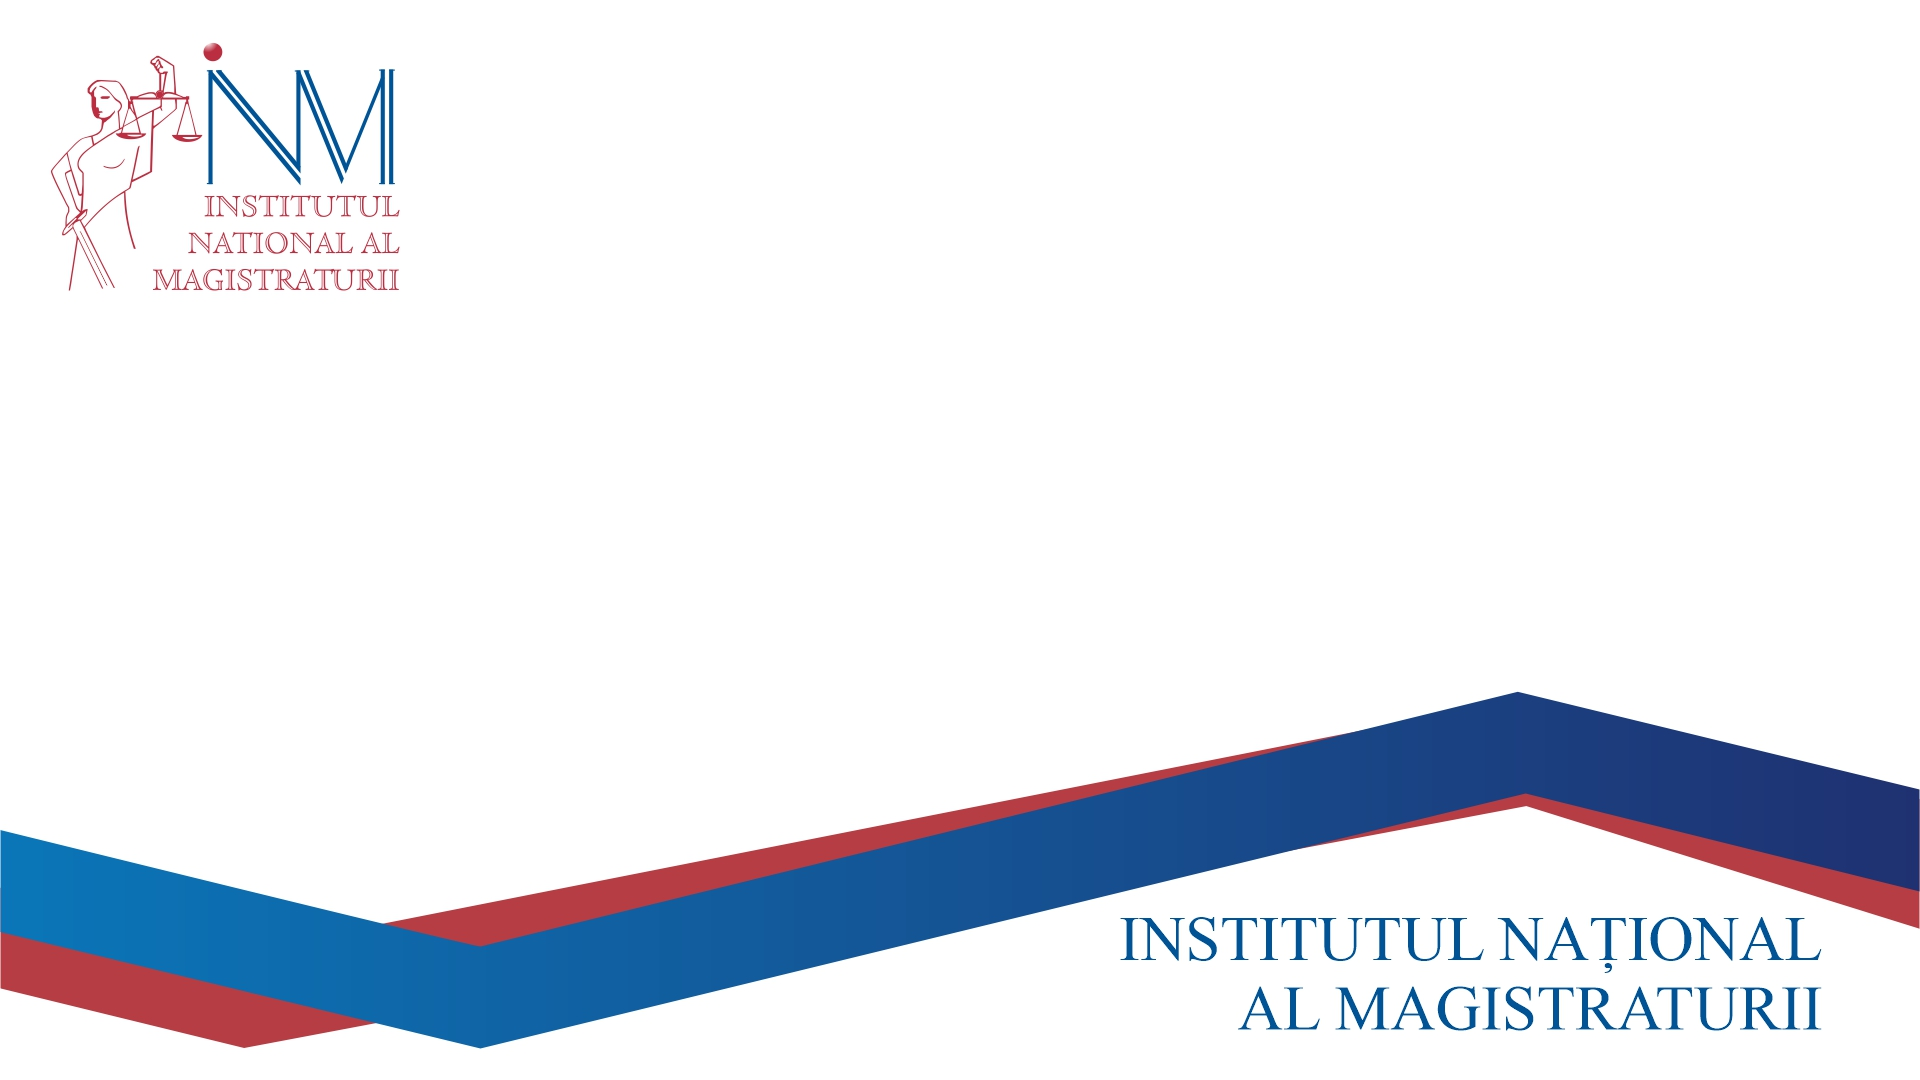 INM
INSTITUTUL
NATIONAL AL
MAGISTRATURII
INSTITUTUL NAȚIONAL
AL MAGISTRATURII